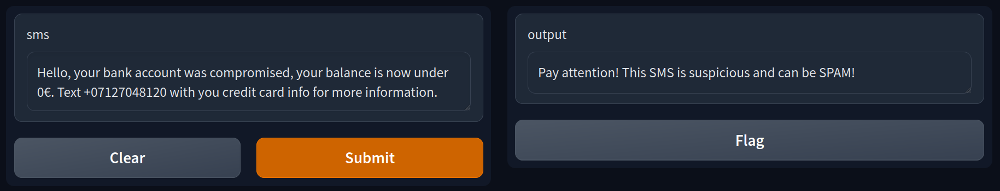 sms
Hello, your bank account was compromised, your balance is now under
0€. Text +07127048120 with you credit card info for more information.
Clear
Submit
output
Pay attention! This SMS is suspicious and can be SPAM!
Flag